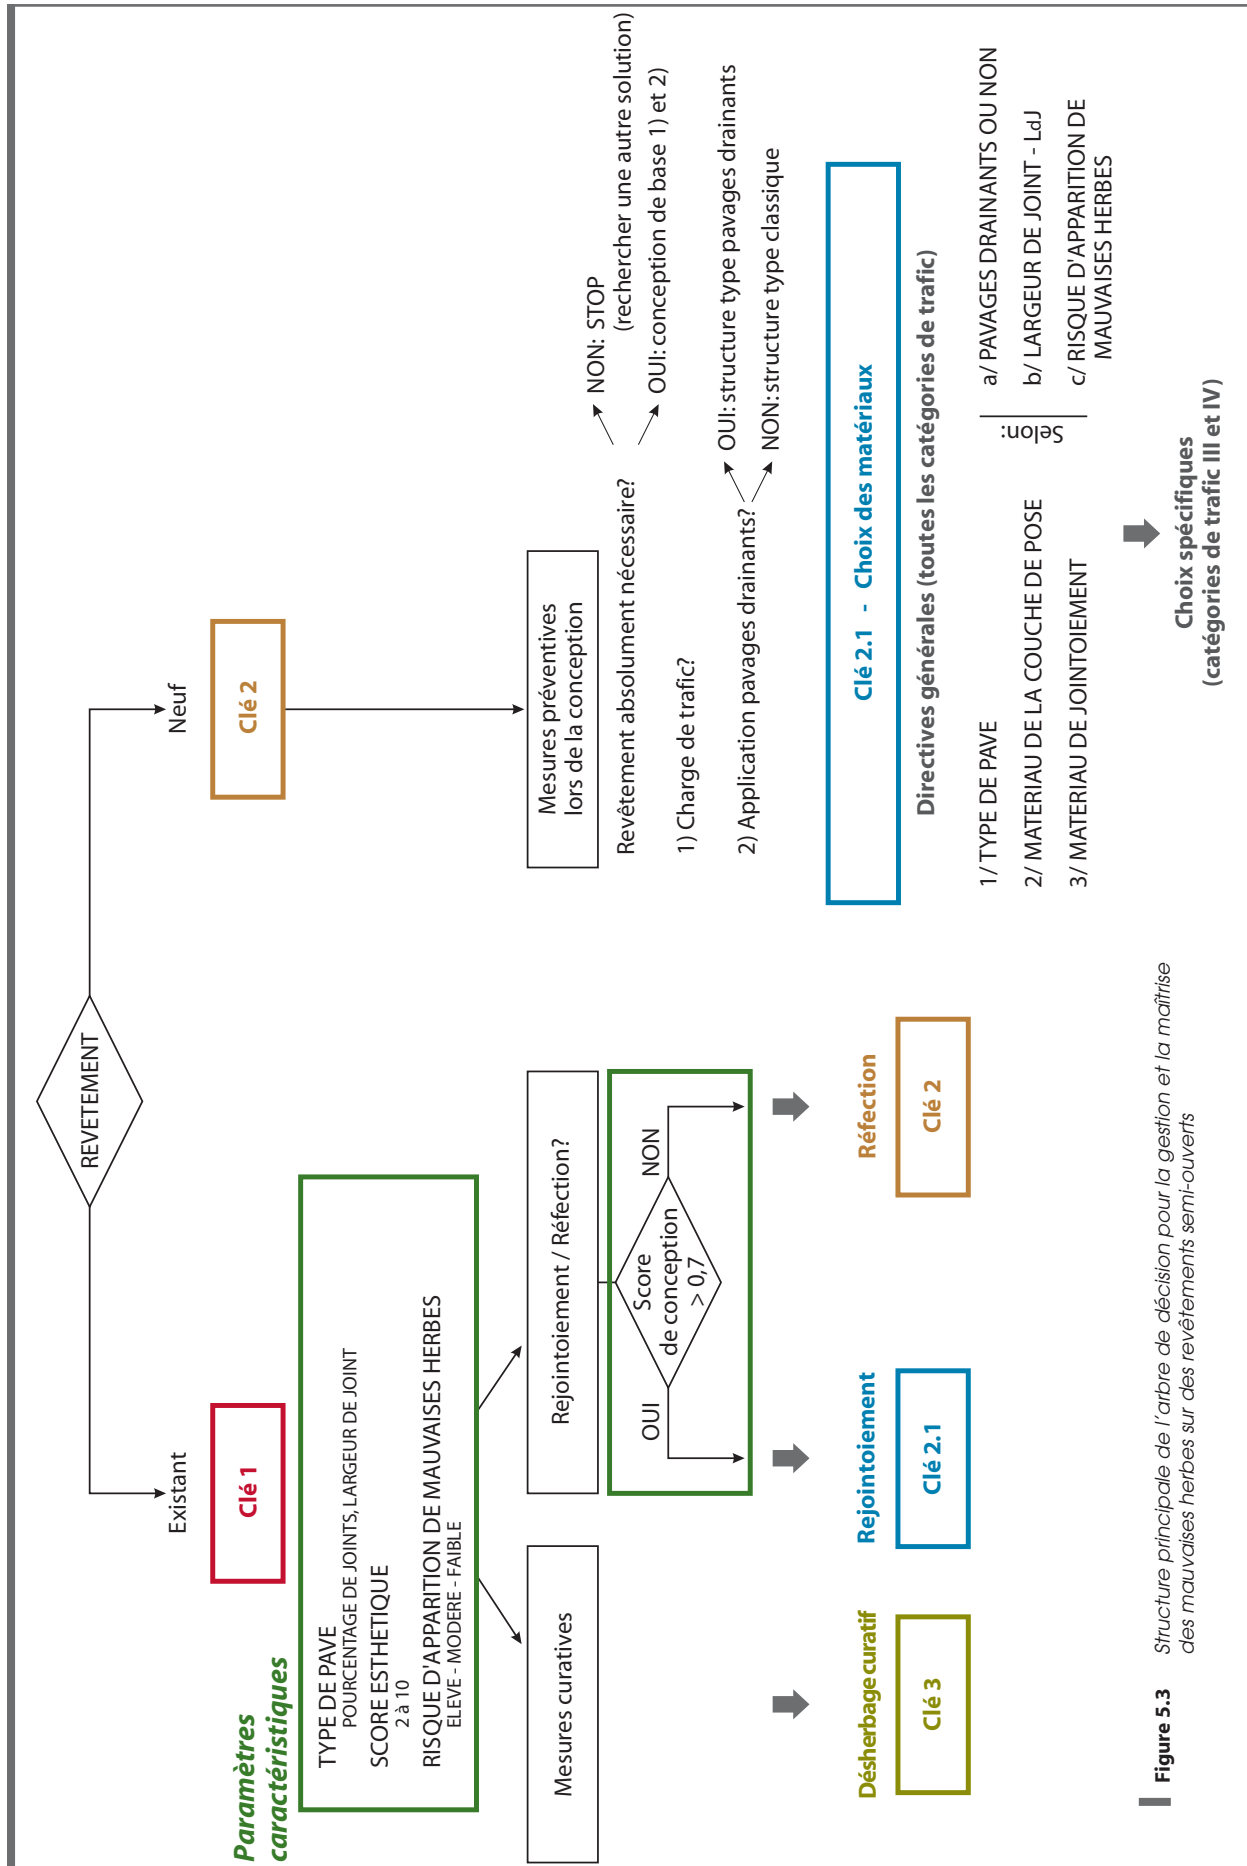 REVETEMENT
Existant
Neuf
Clé 1
Clé 2
Paramètres
caractéristiques
TYPE DE PAVE
POURCENTAGE DE JOINTS, LARGEUR DE JOINT
SCORE ESTHETIQUE
2 à 10
RISQUE D'APPARITION DE MAUVAISES HERBES
ELEVE - MODERE - FAIBLE
Mesures curatives
Rejointoiement / Réfection?
Score
de conception
> 0,7
OUI
NON
Désherbage curatif
Clé 3
Rejointoiement
Clé 2.1
Réfection
Clé 2
Mesures préventives
lors de la conception
Revêtement absolument nécessaire?
NON: STOP
(rechercher une autre solution)
OUI: conception de base 1) et 2)
1) Charge de trafic?
2) Application pavages drainants?
OUI: structure type pavages drainants
NON: structure type classique
Clé 2.1 - Choix des matériaux
Directives générales (toutes les catégories de trafic)
1/ TYPE DE PAVE
2/ MATERIAU DE LA COUCHE DE POSE
3/ MATERIAU DE JOINTOIEMENT
Selon:
a/ PAVAGES DRAINANTS OU NON
b/ LARGEUR DE JOINT - LdJ
c/ RISQUE D'APPARITION DE
MAUVAISES HERBES
Choix spécifiques
(catégories de trafic III et IV)
Figure 5.3 Structure principale de l'arbre de décision pour la gestion et la maîtrise
des mauvaises herbes sur des revêtements semi-ouverts